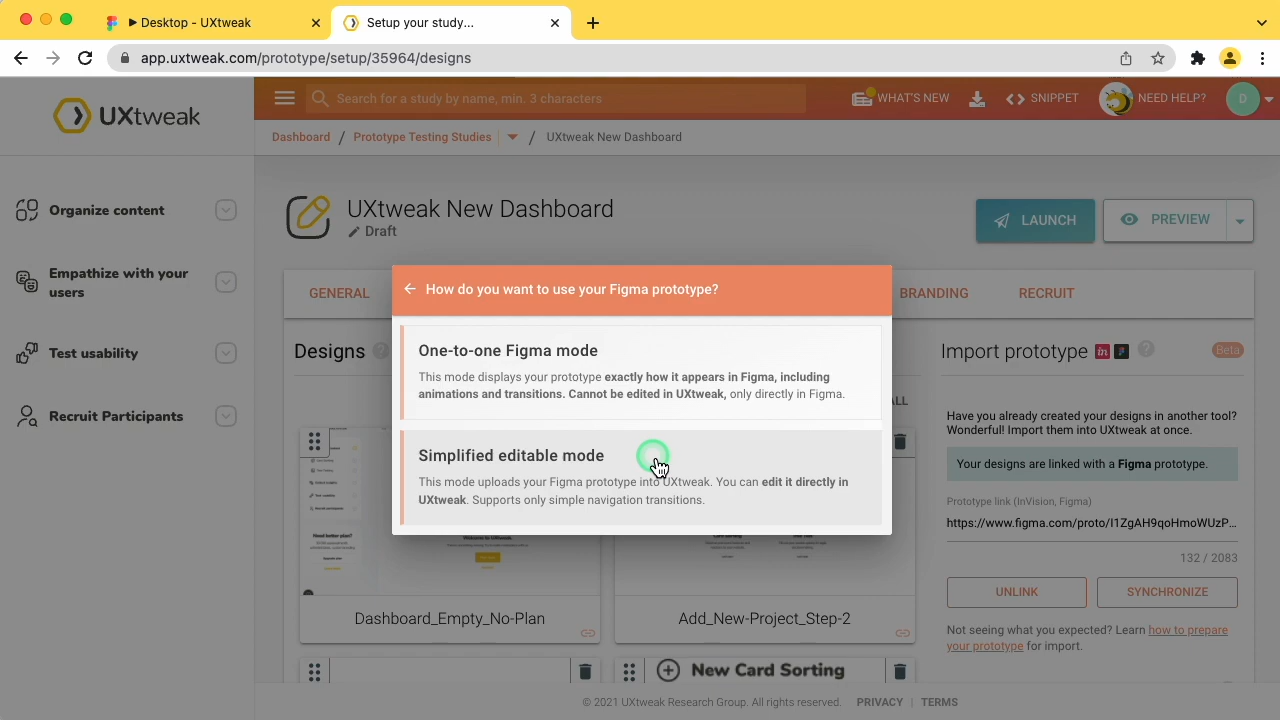 Desktop - UXtweak
Setup your study...
app.uxtweak.com/prototype/setup/35964/designs
UXtweak
Search for a study by name, min. 3 characters
WHAT'S NEW
SNIPPET
NEED HELP?
D
Dashboard / Prototype Testing Studies / UXtweak New Dashboard
Organize content
Empathize with your
users
Test usability
Recruit Participants
UXtweak New Dashboard
Draft
LAUNCH
PREVIEW
GENERAL
BRANDING
RECRUIT
How do you want to use your Figma prototype?
One-to-one Figma mode
This mode displays your prototype exactly how it appears in Figma, including
animations and transitions. Cannot be edited in UXtweak, only directly in Figma.
Simplified editable mode
This mode uploads your Figma prototype into UXtweak. You can edit it directly in
UXtweak. Supports only simple navigation transitions.
Designs
Import prototype
in
Beta
Have you already created your designs in another tool?
Wonderful! Import them into UXtweak at once.
Your designs are linked with a Figma prototype.
Prototype link (InVision, Figma)
https://www.figma.com/proto/I1ZgAH9qoHmoWUzP...
132 / 2083
UNLINK
SYNCHRONIZE
Not seeing what you expected? Learn how to prepare
your prototype for import.
Need better plan?
Dashboard_Empty_No-Plan
Add_New-Project_Step-2
New Card Sorting
© 2021 UXtweak Research Group. All rights reserved. PRIVACY | TERMS